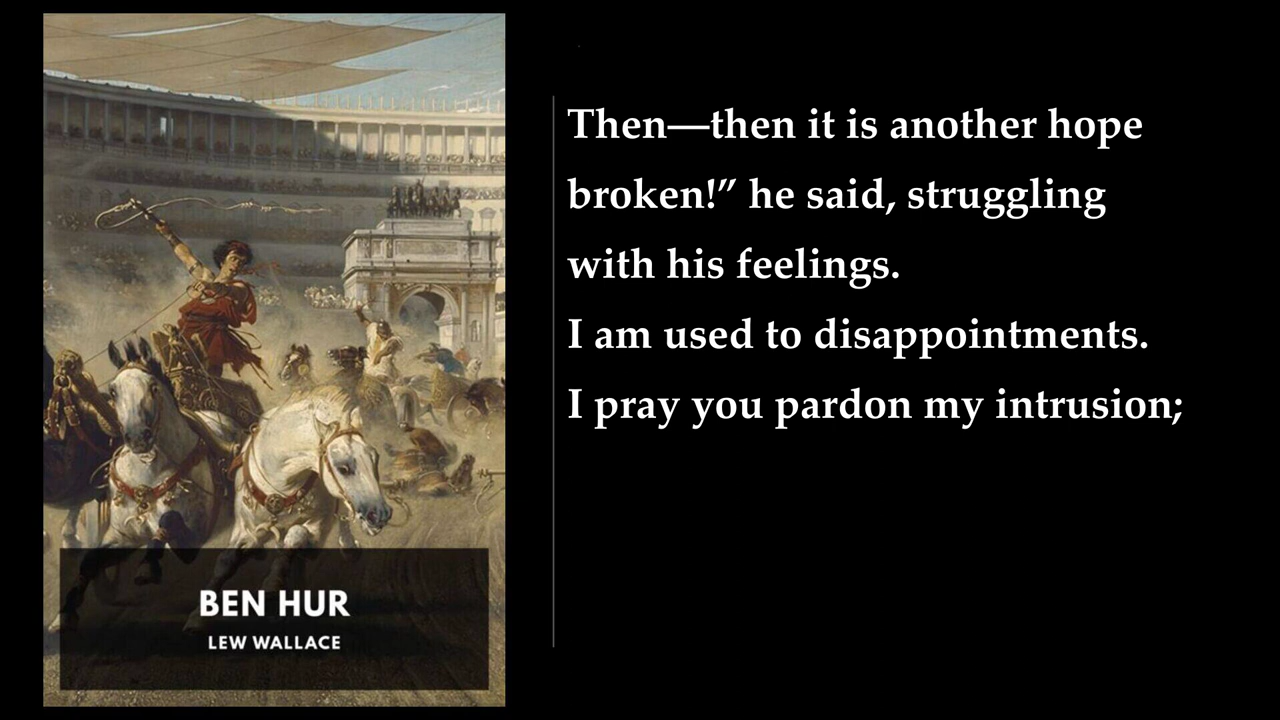 Then—then it is another hope
broken!” he said, struggling
with his feelings.
I am used to disappointments.
I pray you pardon my intrusion;
BEN HUR
LEW WALLACE